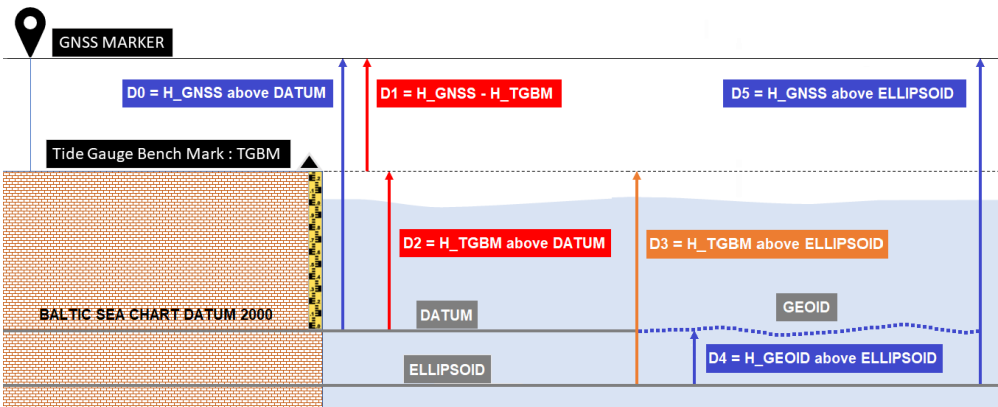 GNSS MARKER
D0 = H_GNSS above DATUM
D1 = H_GNSS - H_TGBM
D5 = H_GNSS above ELLIPSOID
Tide Gauge Bench Mark : TGBM
D2 = H_TGBM above DATUM
D3 = H_TGBM above ELLIPSOID
BALTIC SEA CHART DATUM 2000
DATUM
GEOID
D4 = H_GEOID above ELLIPSOID
ELLIPSOID